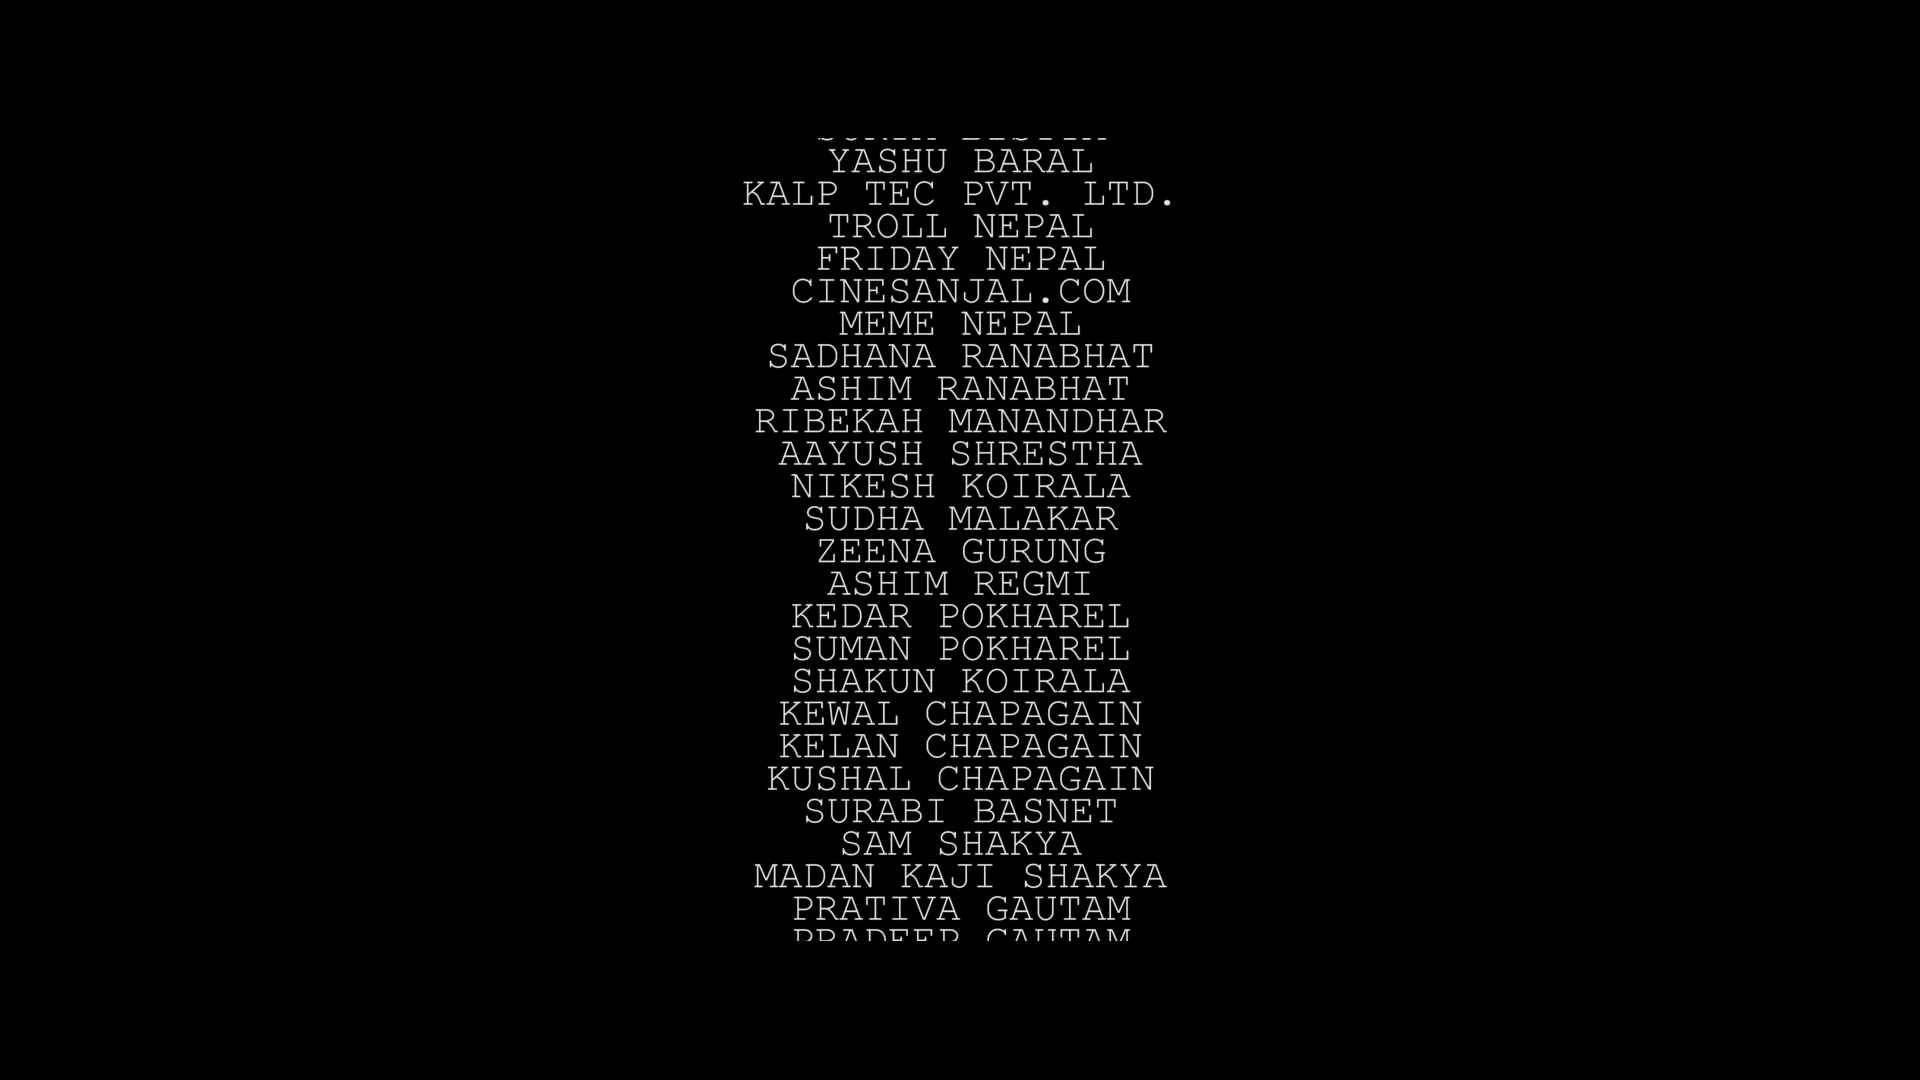 YASHU BARAL
KALP TEC PVT. LTD.
TROLL NEPAL
FRIDAY NEPAL
CINESANJAL.COM
MEME NEPAL
SADHANA RANABHAT
ASHIM RANABHAT
RIBEKAH MANANDHAR
AAYUSH SHRESTHA
NIKESH KOIRALA
SUDHA MALAKAR
ZEENA GURUNG
ASHIM REGMI
KEDAR POKHAREL
SUMAN POKHAREL
SHAKUN KOIRALA
KEWAL CHAPAGAIN
KELAN CHAPAGAIN
KUSHAL CHAPAGAIN
SURABI BASNET
SAM SHAKYA
MADAN KAJI SHAKYA
PRATIVA GAUTAM
GAUTAM